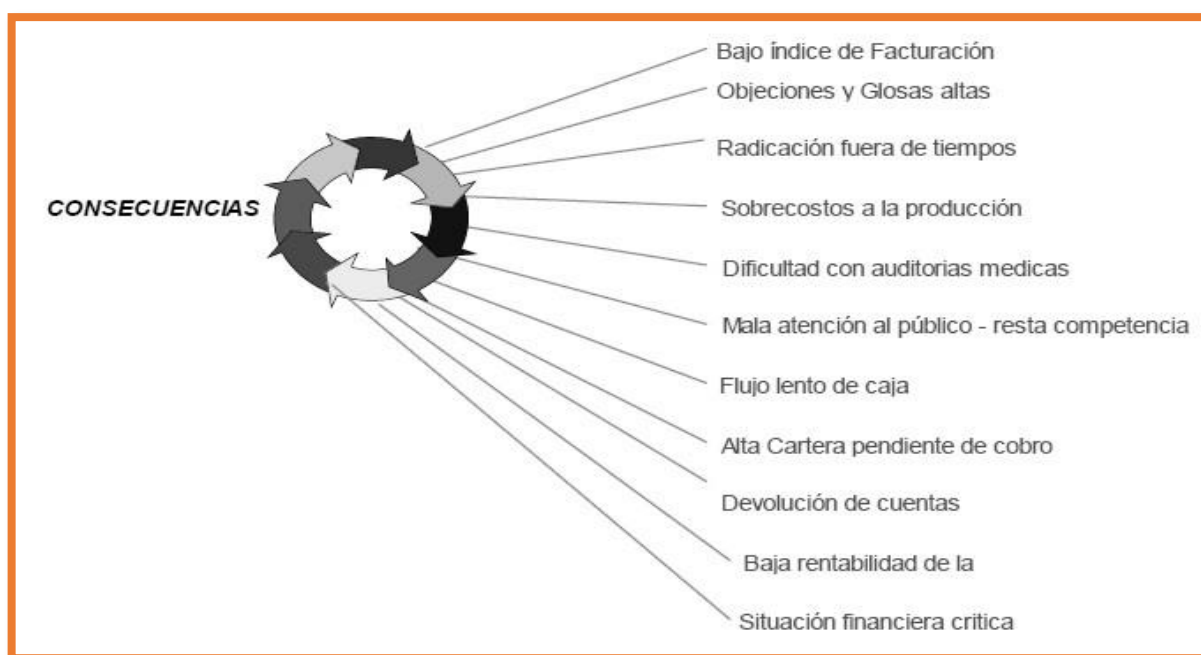 Bajo índice de Facturación
Objeciones y Glosas altas
Radicación fuera de tiempos
CONSECUENCIAS
Sobrecostos a la producción
Dificultad con auditorias medicas
Mala atención al público - resta competencia
Flujo lento de caja
Alta Cartera pendiente de cobro
Devolución de cuentas
Baja rentabilidad de la
Situación financiera critica